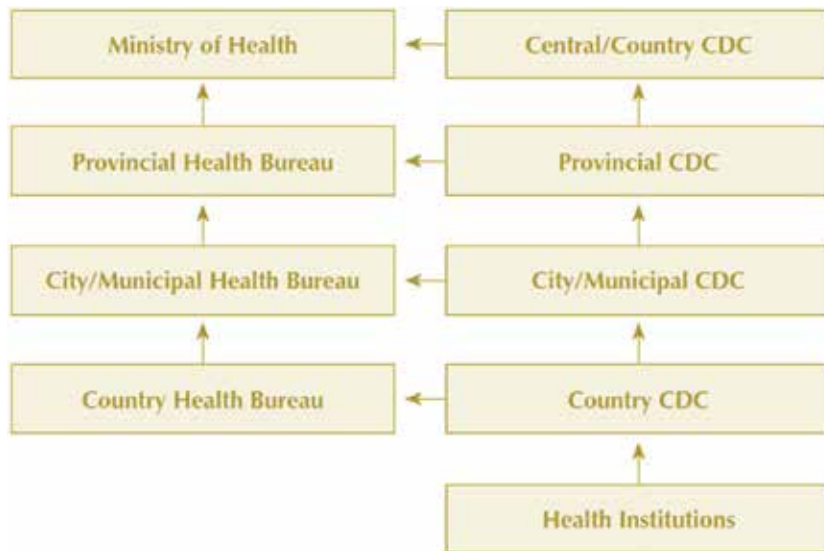 Ministry of Health
Central/Country CDC
Provincial Health Bureau
Provincial CDC
City/Municipal Health Bureau
City/Municipal CDC
Country Health Bureau
Country CDC
Health Institutions